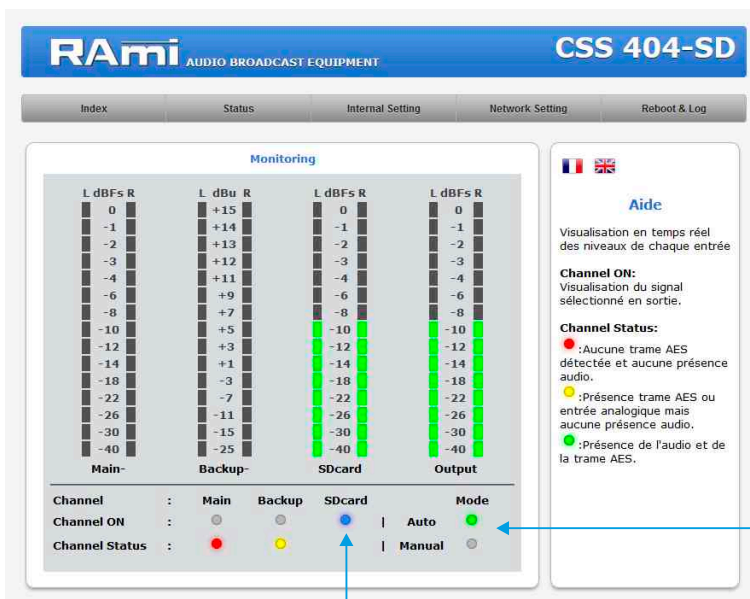 RAmi AUDIO BROADCAST EQUIPMENT CSS 404-SD
Index Status Internal Setting Network Setting Reboot & Log
Monitoring
L dBFs R L dBu R L dBFs R L dBFs R
0 +15 0 0
-1 +14 -1 -1
-2 +13 -2 -2
-3 +12 -3 -3
-4 +11 -4 -4
-6 +9 -6 -6
-8 +7 -8 -8
-10 +5 -10 -10
-12 +3 -12 -12
-14 +1 -14 -14
-18 -3 -18 -18
-22 -7 -22 -22
-26 -11 -26 -26
-30 -15 -30 -30
-40 -25 -40 -40
Main- Backup- SDcard Output
Channel : Main Backup SDcard Mode
Channel ON : | Auto
Channel Status : | Manual
Aide
Visualisation en temps réel
des niveaux de chaque entrée
Channel ON:
Visualisation du signal
sélectionné en sortie.
Channel Status:
:Aucune trame AES
détectée et aucune présence
audio.
:Présence trame AES ou
entrée analogique mais
aucune présence audio.
:Présence de l'audio et de
la trame AES.